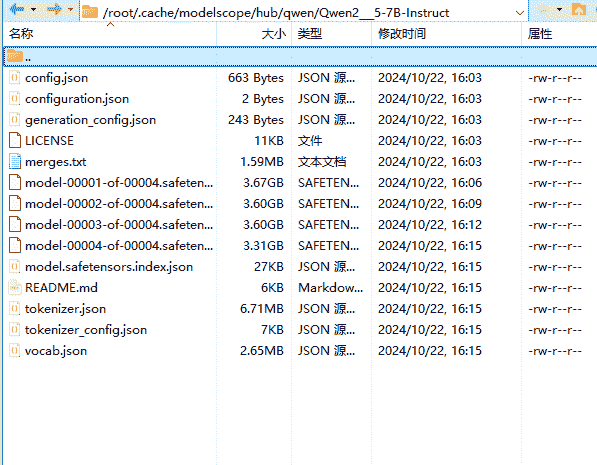 /root/.cache/modelscope/hub/qwen/Qwen2___5-7B-Instruct
名称 大小 类型 修改时间 属性
..
config.json 663 Bytes JSON 源... 2024/10/22, 16:03 -rw-r--r--
configuration.json 2 Bytes JSON 源... 2024/10/22, 16:03 -rw-r--r--
generation_config.json 243 Bytes JSON 源... 2024/10/22, 16:03 -rw-r--r--
LICENSE 11KB 文件 2024/10/22, 16:03 -rw-r--r--
merges.txt 1.59MB 文本文档 2024/10/22, 16:03 -rw-r--r--
model-00001-of-00004.safeten... 3.67GB SAFETEN... 2024/10/22, 16:06 -rw-r--r--
model-00002-of-00004.safeten... 3.60GB SAFETEN... 2024/10/22, 16:09 -rw-r--r--
model-00003-of-00004.safeten... 3.60GB SAFETEN... 2024/10/22, 16:12 -rw-r--r--
model-00004-of-00004.safeten... 3.31GB SAFETEN... 2024/10/22, 16:15 -rw-r--r--
model.safetensors.index.json 27KB JSON 源... 2024/10/22, 16:15 -rw-r--r--
README.md 6KB Markdow... 2024/10/22, 16:15 -rw-r--r--
tokenizer.json 6.71MB JSON 源... 2024/10/22, 16:15 -rw-r--r--
tokenizer_config.json 7KB JSON 源... 2024/10/22, 16:15 -rw-r--r--
vocab.json 2.65MB JSON 源... 2024/10/22, 16:15 -rw-r--r--